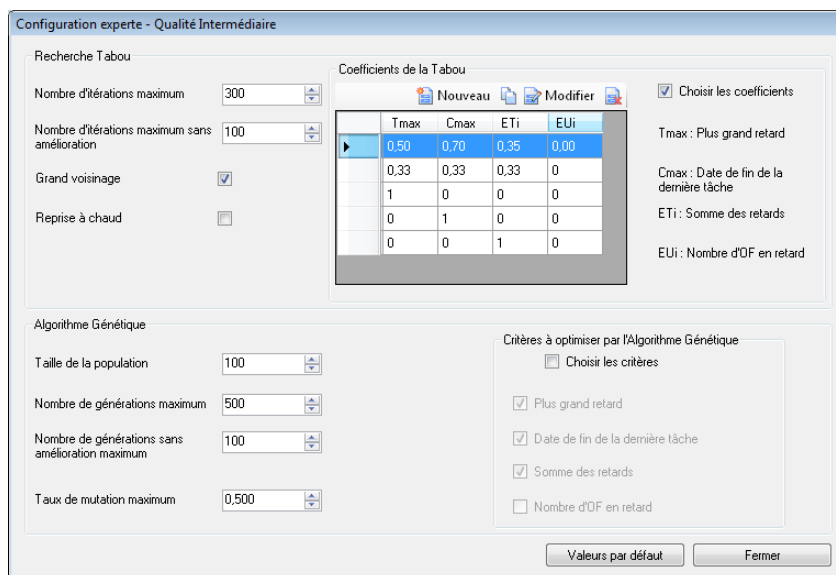 Configuration experte - Qualité Intermédiaire
Recherche Tabou
Nombre d'itérations maximum
300
Nombre d'itérations maximum sans
amélioration
100
Grand voisinage
Reprise à chaud
Coefficients de la Tabou
Nouveau
Modifier
Tmax Cmax ETi EUi
0,50 0,70 0,35 0,00
0,33 0,33 0,33 0
1 0 0 0
0 1 0 0
0 0 1 0
Choisir les coefficients
Tmax : Plus grand retard
Cmax : Date de fin de la
dernière tâche
ETi : Somme des retards
EUi : Nombre d'OF en retard
Algorithme Génétique
Taille de la population
100
Nombre de générations maximum
500
Nombre de générations sans
amélioration maximum
100
Taux de mutation maximum
0,500
Critères à optimiser par l'Algorithme Génétique
Choisir les critères
Plus grand retard
Date de fin de la dernière tâche
Somme des retards
Nombre d'OF en retard
Valeurs par défaut
Fermer